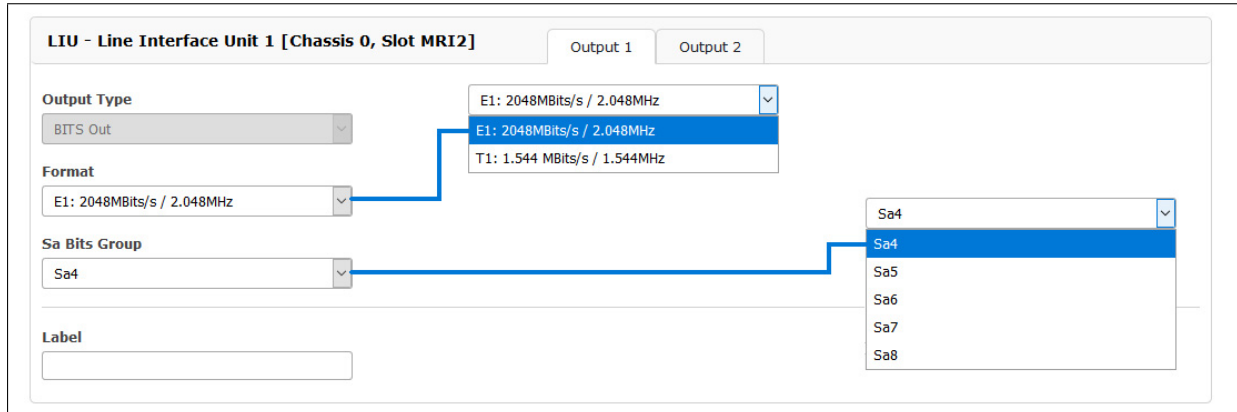 LIU - Line Interface Unit 1 [Chassis 0, Slot MRI2]
Output 1
Output 2
Output Type
BITS Out
Format
E1: 2048MBits/s / 2.048MHz
Sa Bits Group
Sa4
Label
E1: 2048MBits/s / 2.048MHz
E1: 2048MBits/s / 2.048MHz
T1: 1.544 MBits/s / 1.544MHz
Sa4
Sa4
Sa5
Sa6
Sa7
Sa8